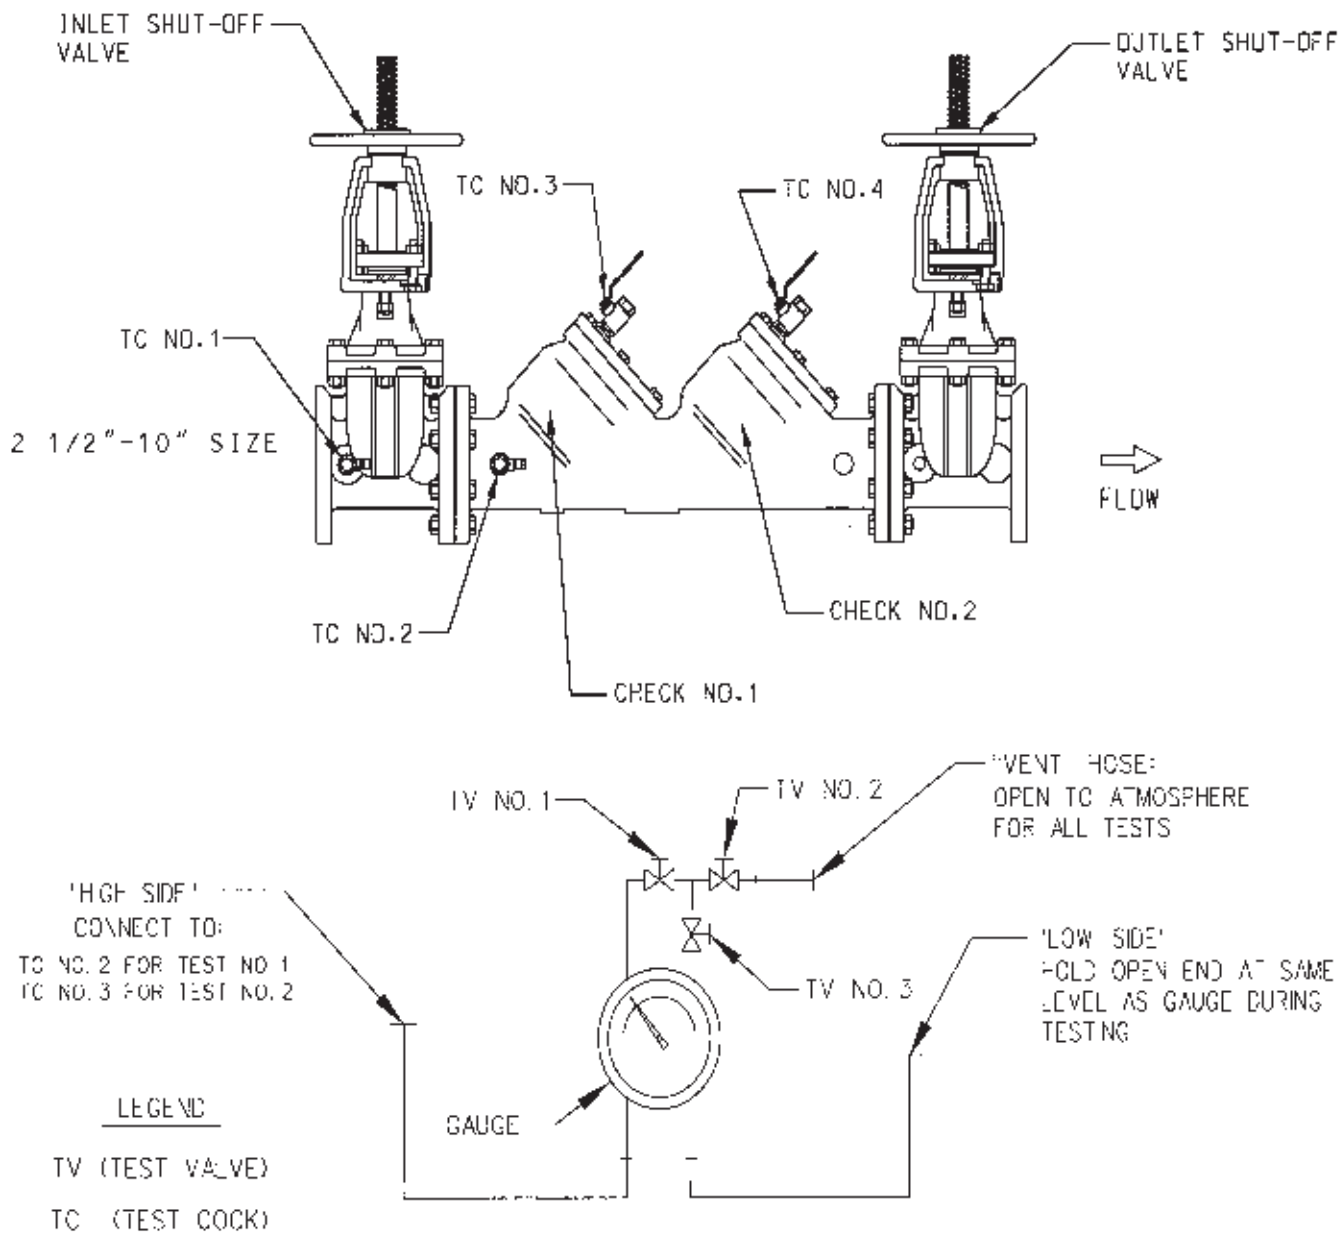 INLET SHUT-OFF
VALVE
OUTLET SHUT-OFF
VALVE
TC NO.3
TC NO.4
TC NO.1
2 1/2"-10" SIZE
FLOW
CHECK NO.2
TC NO.2
CHECK NO.1
TV NO.1
TV NO.2
"VENT HOSE:
OPEN TO ATMOSPHERE
FOR ALL TESTS
'HIGH SIDE'
CONNECT TO:
TC NO.2 FOR TEST NO 1
TC NO.3 FOR TEST NO.2
TV NO.3
'LOW SIDE'
HOLD OPEN END AT SAME
LEVEL AS GAUGE DURING
TESTING
GAUGE
LEGEND
TV (TEST VALVE)
TC (TEST COCK)